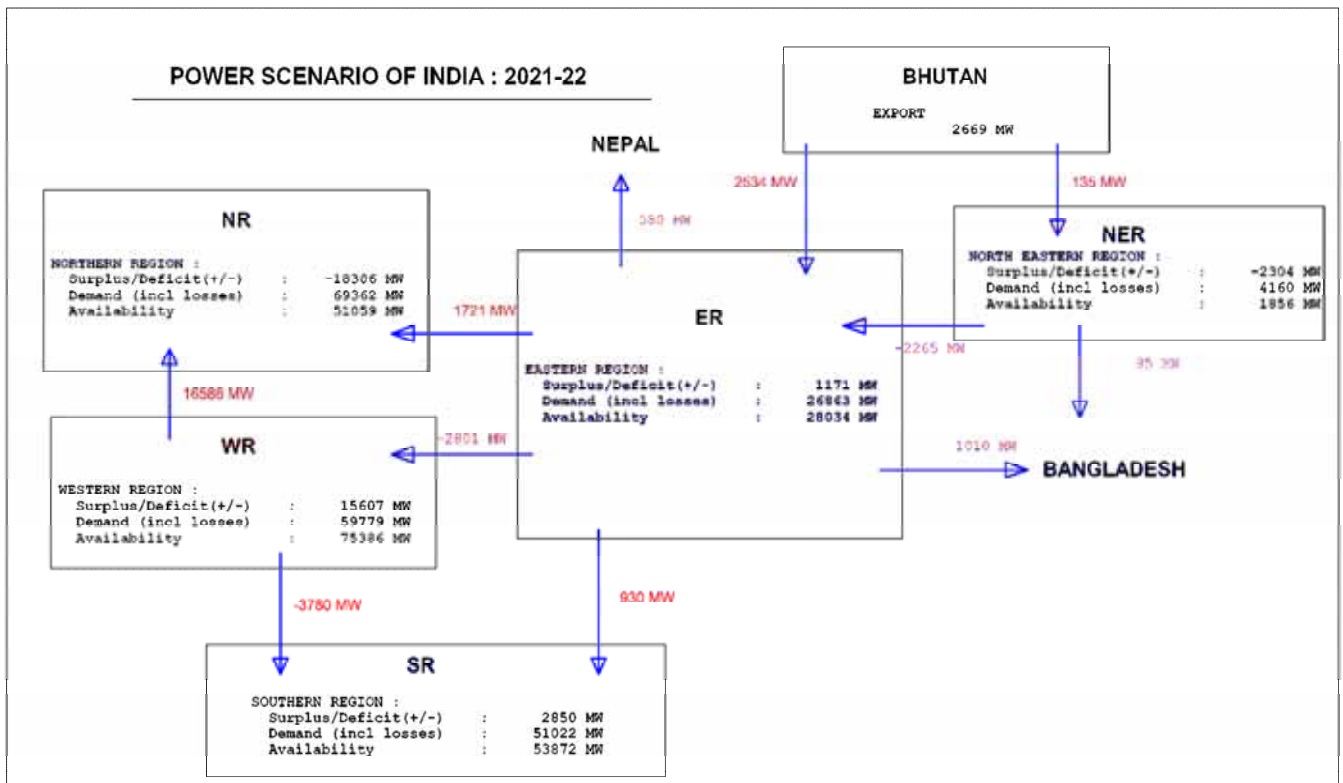 POWER SCENARIO OF INDIA : 2021-22
BHUTAN
EXPORT
2669 MW
NEPAL
2534 MW
135 MW
380 MW
NR
NORTHERN REGION :
Surplus/Deficit(+/-) : -18306 MW
Demand (incl losses) : 69362 MW
Availability : 51059 MW
NER
NORTH EASTERN REGION :
Surplus/Deficit(+/-) : -2304 MW
Demand (incl losses) : 4160 MW
Availability : 1856 MW
1721 MW
ER
EASTERN REGION :
Surplus/Deficit(+/-) : 1171 MW
Demand (incl losses) : 26863 MW
Availability : 28034 MW
-2265 MW
95 MW
16586 MW
-2801 MW
1010 MW
BANGLADESH
WR
WESTERN REGION :
Surplus/Deficit(+/-) : 15607 MW
Demand (incl losses) : 59779 MW
Availability : 75386 MW
-3780 MW
930 MW
SR
SOUTHERN REGION :
Surplus/Deficit(+/-) : 2850 MW
Demand (incl losses) : 51022 MW
Availability : 53872 MW